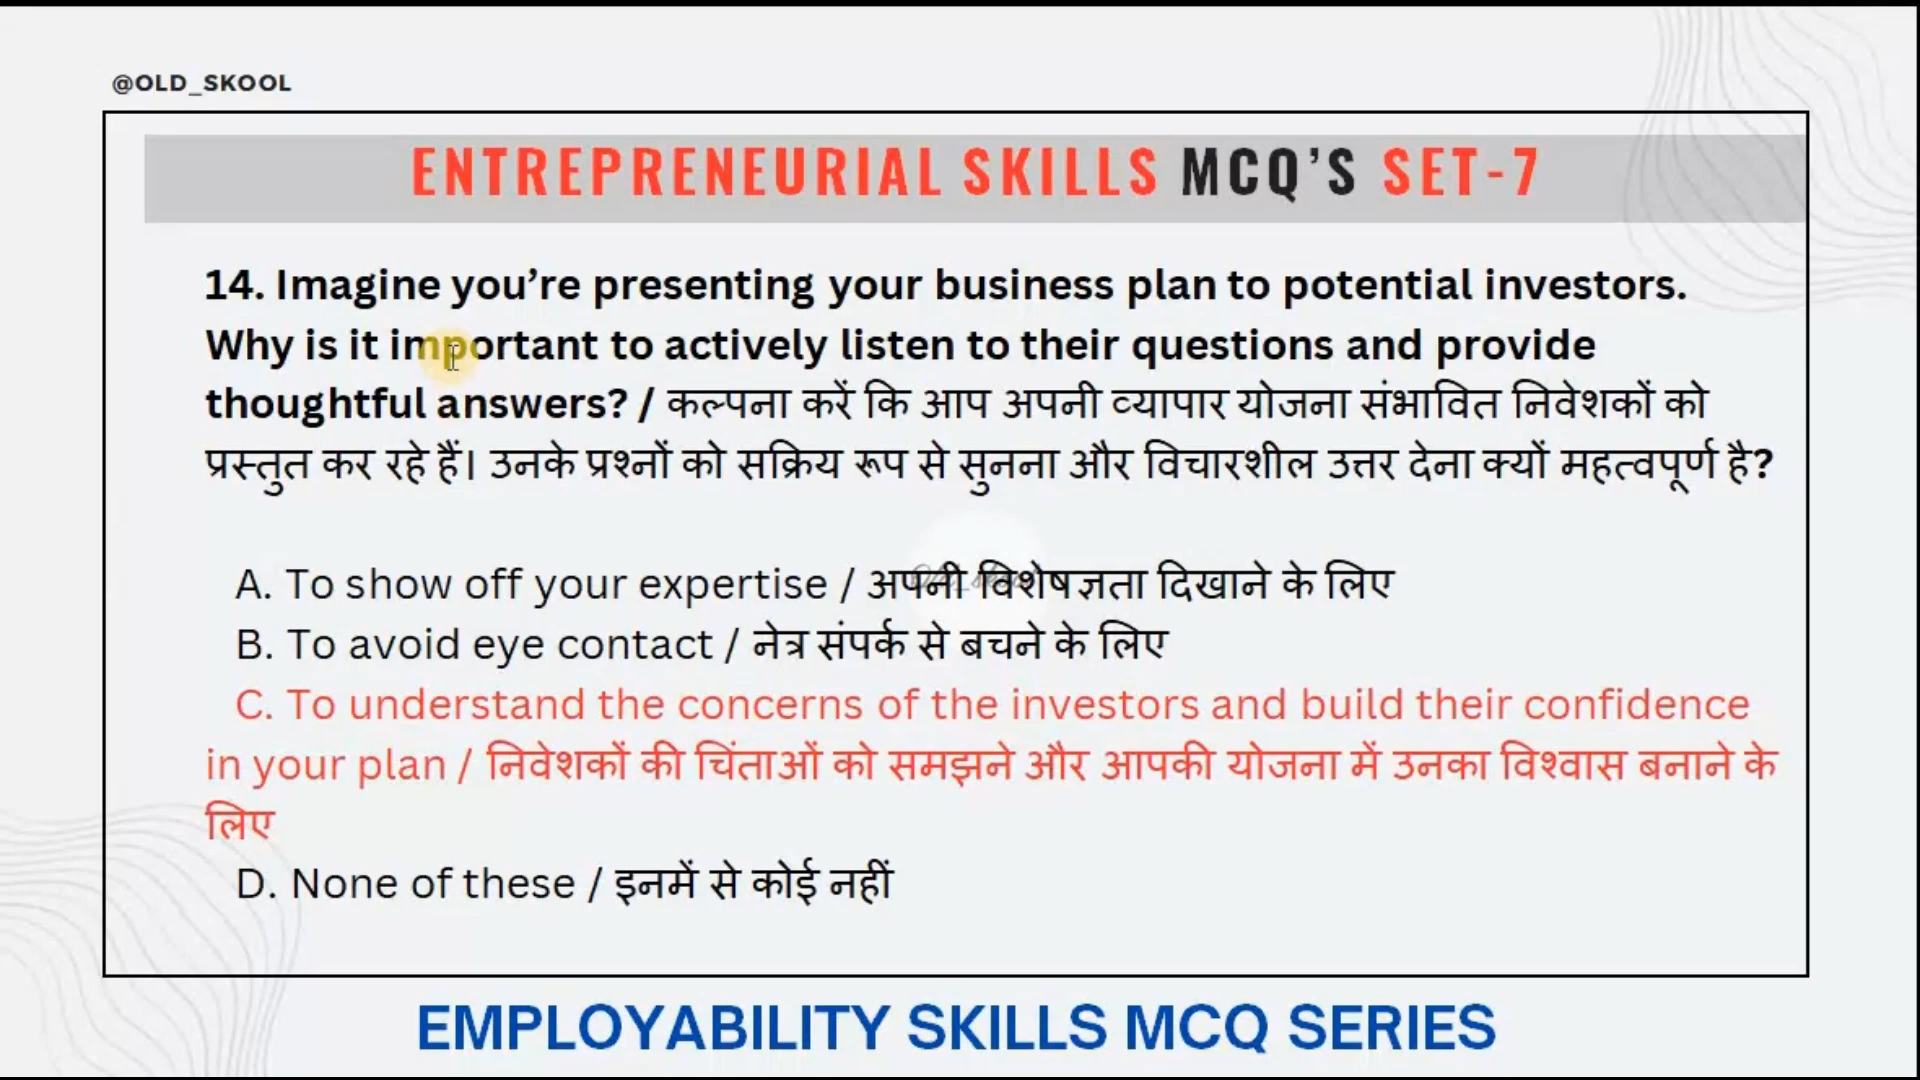 @OLD_SKOOL
ENTREPRENEURIAL SKILLS MCQ’S SET-7
14. Imagine you’re presenting your business plan to potential investors.
Why is it important to actively listen to their questions and provide
thoughtful answers? / कल्पना करें कि आप अपनी व्यापार योजना संभावित निवेशकों को
प्रस्तुत कर रहे हैं। उनके प्रश्नों को सक्रिय रूप से सुनना और विचारशील उत्तर देना क्यों महत्वपूर्ण है?
A. To show off your expertise / अपनी विशेषज्ञता दिखाने के लिए
B. To avoid eye contact / नेत्र संपर्क से बचने के लिए
C. To understand the concerns of the investors and build their confidence
in your plan / निवेशकों की चिंताओं को समझने और आपकी योजना में उनका विश्वास बनाने के
लिए
D. None of these / इनमें से कोई नहीं
EMPLOYABILITY SKILLS MCQ SERIES